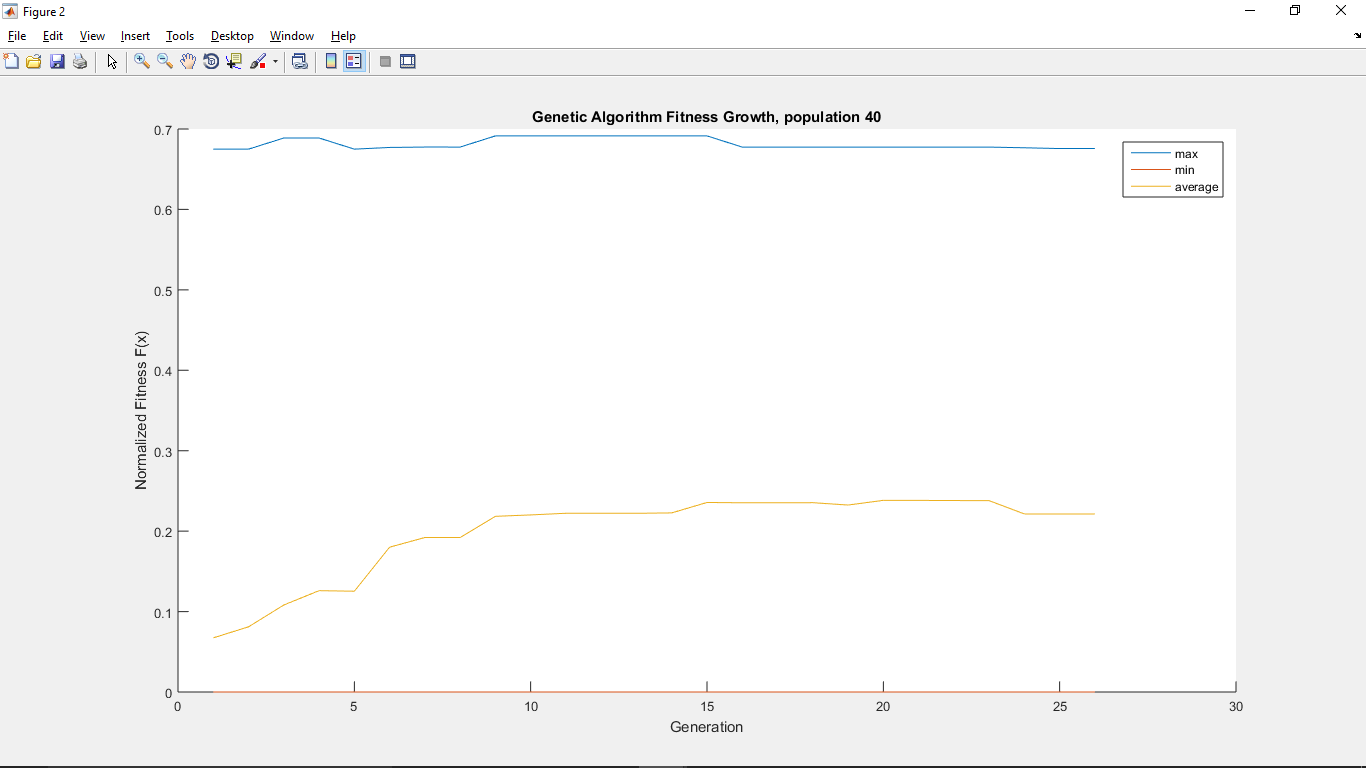 Figure 2
File Edit View Insert Tools Desktop Window Help
Genetic Algorithm Fitness Growth, population 40
max
min
average
Normalized Fitness F(x)
0.7
0.6
0.5
0.4
0.3
0.2
0.1
0
0 5 10 15 20 25 30
Generation